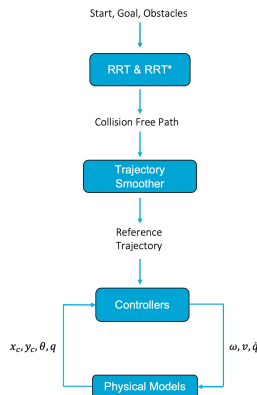 Start, Goal, Obstacles
RRT & RRT*
Collision Free Path
Trajectory
Smoother
Reference
Trajectory
Controllers
x_c, y_c, θ, q
ω, v, q̇
Physical Models